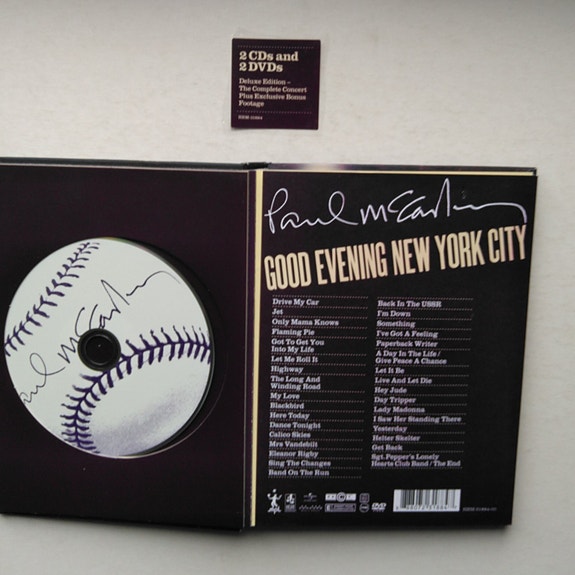 2 CDs and
2 DVDs
Deluxe Edition –
The Complete Concert
Plus Exclusive Bonus
Footage
Paul McCartney
Paul McCartney
GOOD EVENING NEW YORK CITY
Drive My Car
Jet
Only Mama Knows
Flaming Pie
Got To Get You
Into My Life
Let Me Roll It
Highway
The Long And
Winding Road
My Love
Blackbird
Here Today
Dance Tonight
Calico Skies
Mrs Vandebilt
Eleanor Rigby
Sing The Changes
Band On The Run
Back In The USSR
I'm Down
Something
I've Got A Feeling
Paperback Writer
A Day In The Life /
Give Peace A Chance
Let It Be
Live And Let Die
Hey Jude
Day Tripper
Lady Madonna
I Saw Her Standing There
Yesterday
Helter Skelter
Get Back
Sgt. Pepper's Lonely
Hearts Club Band / The End
DVD